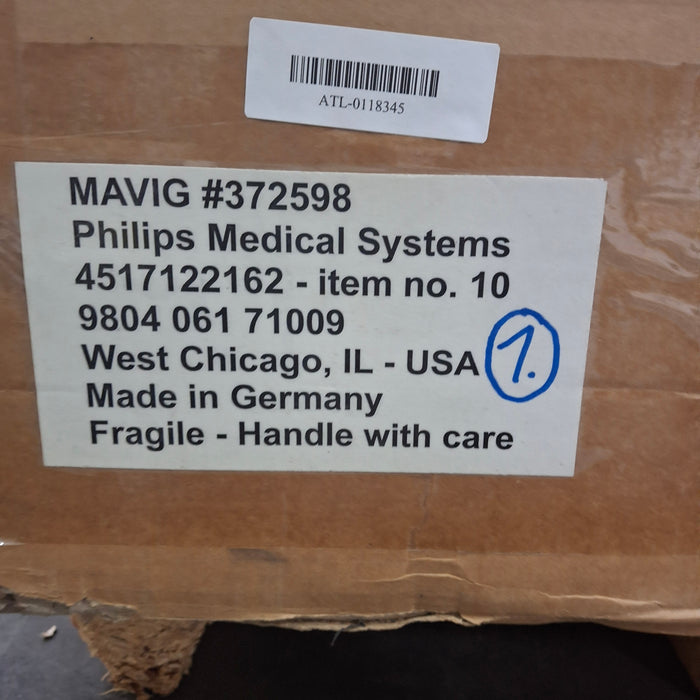 ATL-0118345
MAVIG #372598
Philips Medical Systems
4517122162 - item no. 10
9804 061 71009
West Chicago, IL - USA
1.
Made in Germany
Fragile - Handle with care